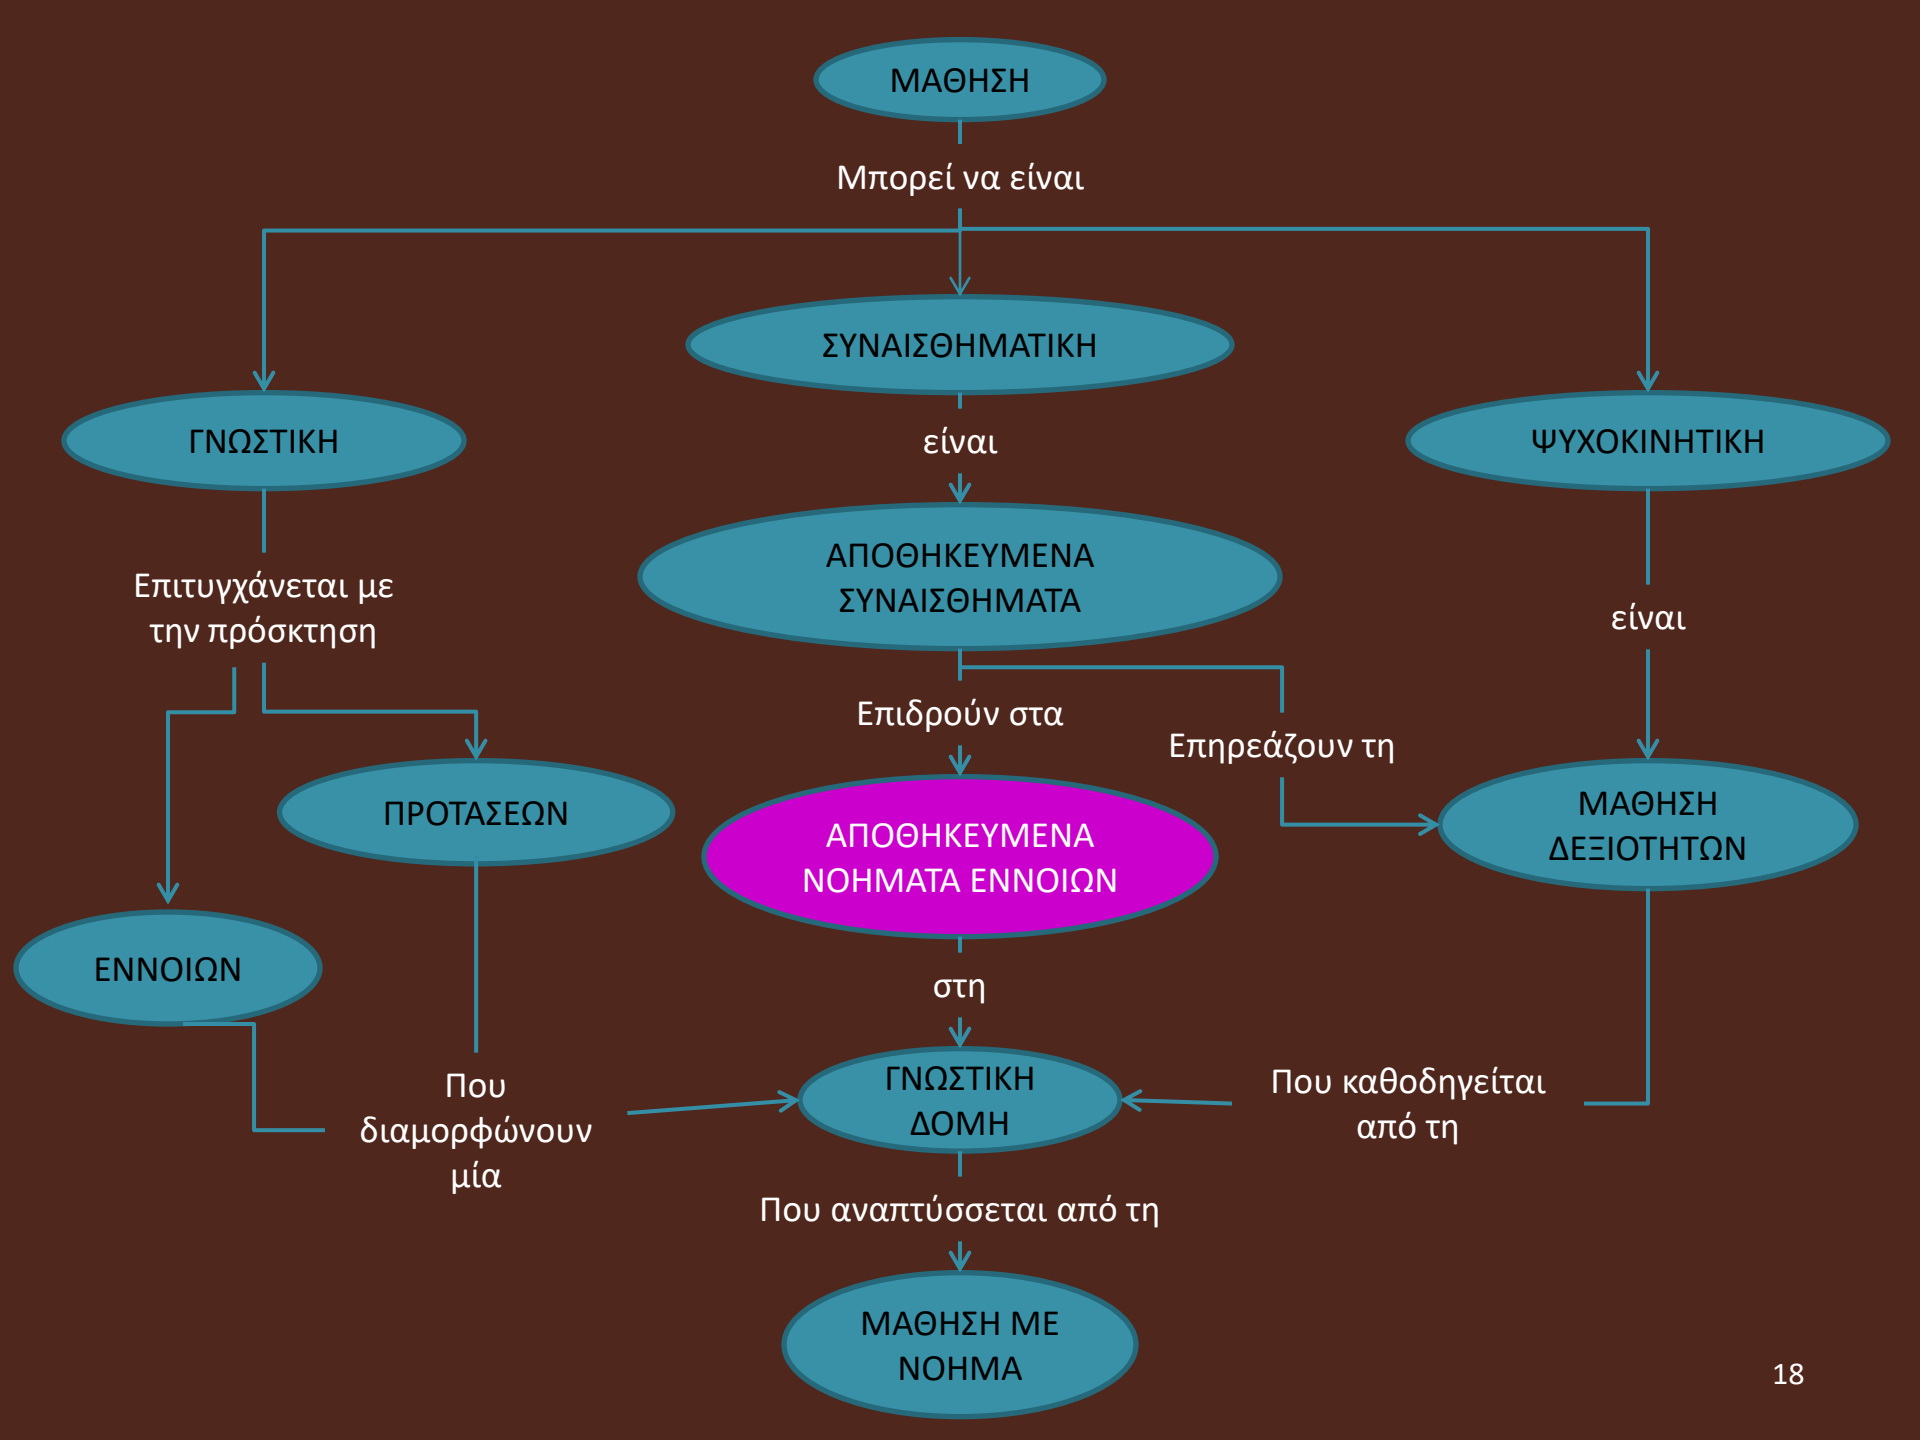 ΜΑΘΗΣΗ
Μπορεί να είναι
ΣΥΝΑΙΣΘΗΜΑΤΙΚΗ
ΓΝΩΣΤΙΚΗ
είναι
ΨΥΧΟΚΙΝΗΤΙΚΗ
ΑΠΟΘΗΚΕΥΜΕΝΑ
ΣΥΝΑΙΣΘΗΜΑΤΑ
Επιτυγχάνεται με
την πρόσκτηση
είναι
Επιδρούν στα
Επηρεάζουν τη
ΠΡΟΤΑΣΕΩΝ
ΑΠΟΘΗΚΕΥΜΕΝΑ
ΝΟΗΜΑΤΑ ΕΝΝΟΙΩΝ
ΜΑΘΗΣΗ
ΔΕΞΙΟΤΗΤΩΝ
ΕΝΝΟΙΩΝ
στη
Που
διαμορφώνουν
μία
ΓΝΩΣΤΙΚΗ
ΔΟΜΗ
Που καθοδηγείται
από τη
Που αναπτύσσεται από τη
ΜΑΘΗΣΗ ΜΕ
ΝΟΗΜΑ
18